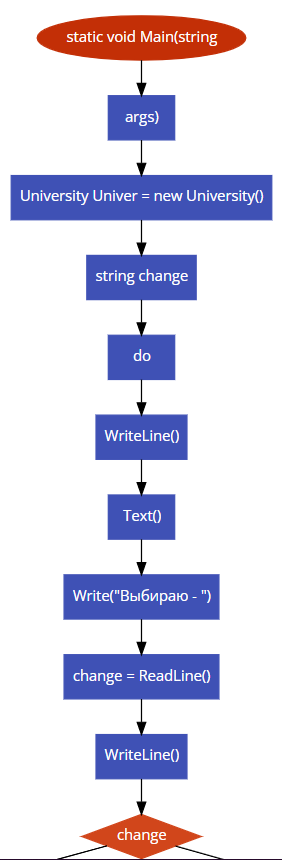 static void Main(string
args)
University Univer = new University()
string change
do
WriteLine()
Text()
Write("Выбираю - ")
change = ReadLine()
WriteLine()
change